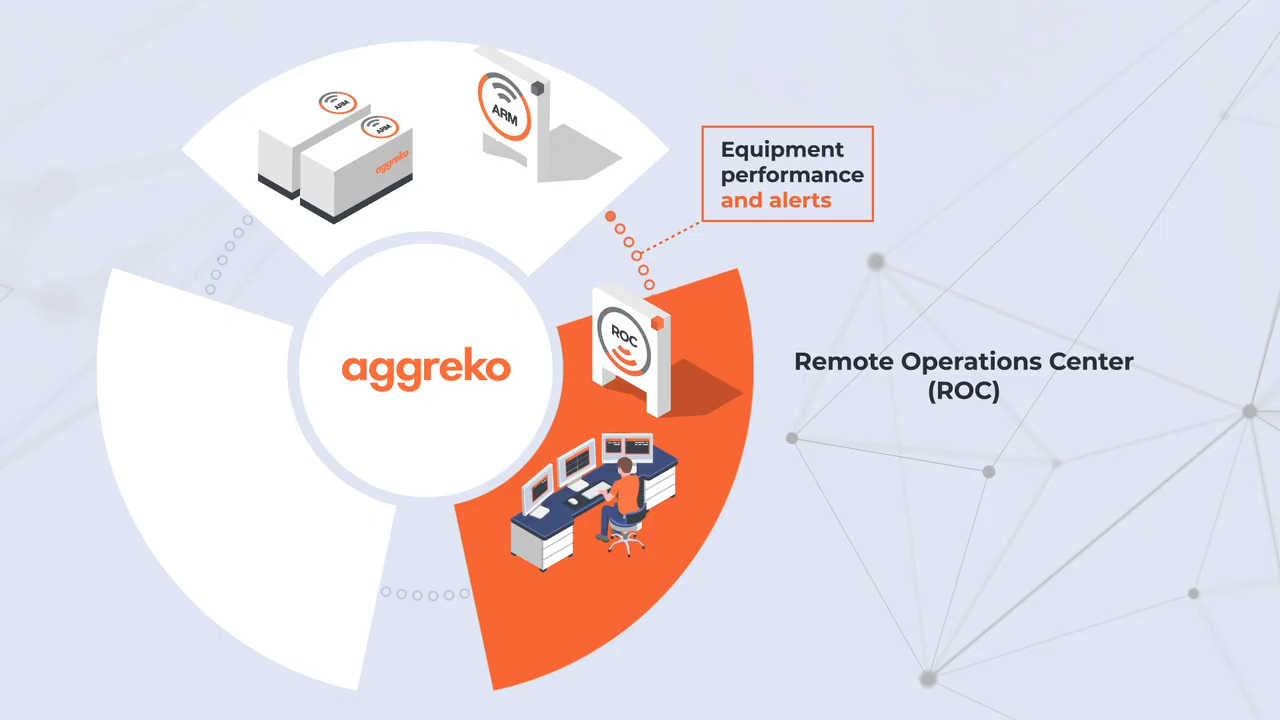 ARM
ARM
aggreko
ARM
Equipment
performance
and alerts
ROC
aggreko
Remote Operations Center
(ROC)